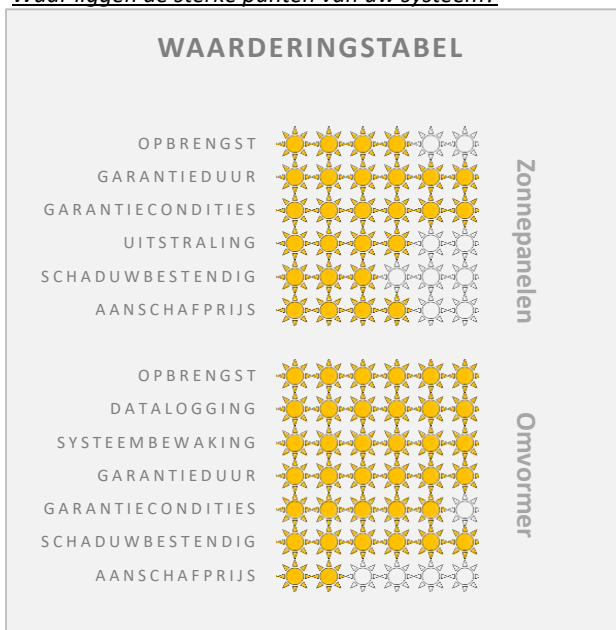 Waar liggen de sterke punten van uw systeem?
WAARDERINGSTABEL
OPBRENGST
GARANTIEDUUR
GARANTIECONDITIES
UITSTRALING
SCHADUWBESTENDIG
AANSCHAFPRIJS
Zonnepanelen
OPBRENGST
DATALOGGING
SYSTEEMBEWAKING
GARANTIEDUUR
GARANTIECONDITIES
SCHADUWBESTENDIG
AANSCHAFPRIJS
Omvormer